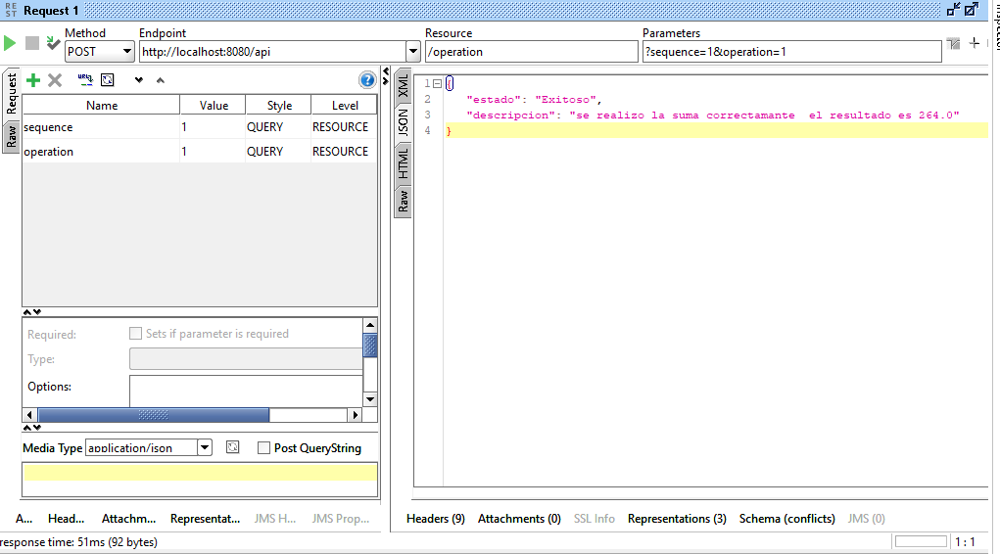 REST Request 1
Method Endpoint Resource Parameters
POST http://localhost:8080/api /operation ?sequence=1&operation=1
Request
Raw
Name Value Style Level
sequence 1 QUERY RESOURCE
operation 1 QUERY RESOURCE
Required: Sets if parameter is required
Type:
Options:
Media Type application/json Post QueryString
A... Head... Attachm... Representat... JMS H... JMS Prop...
XML
JSON
HTML
Raw
1 {
2 "estado": "Exitoso",
3 "descripcion": "se realizo la suma correctamante  el resultado es 264.0"
4 }
Headers (9) Attachments (0) SSL Info Representations (3) Schema (conflicts) JMS (0)
response time: 51ms (92 bytes)
1 : 1